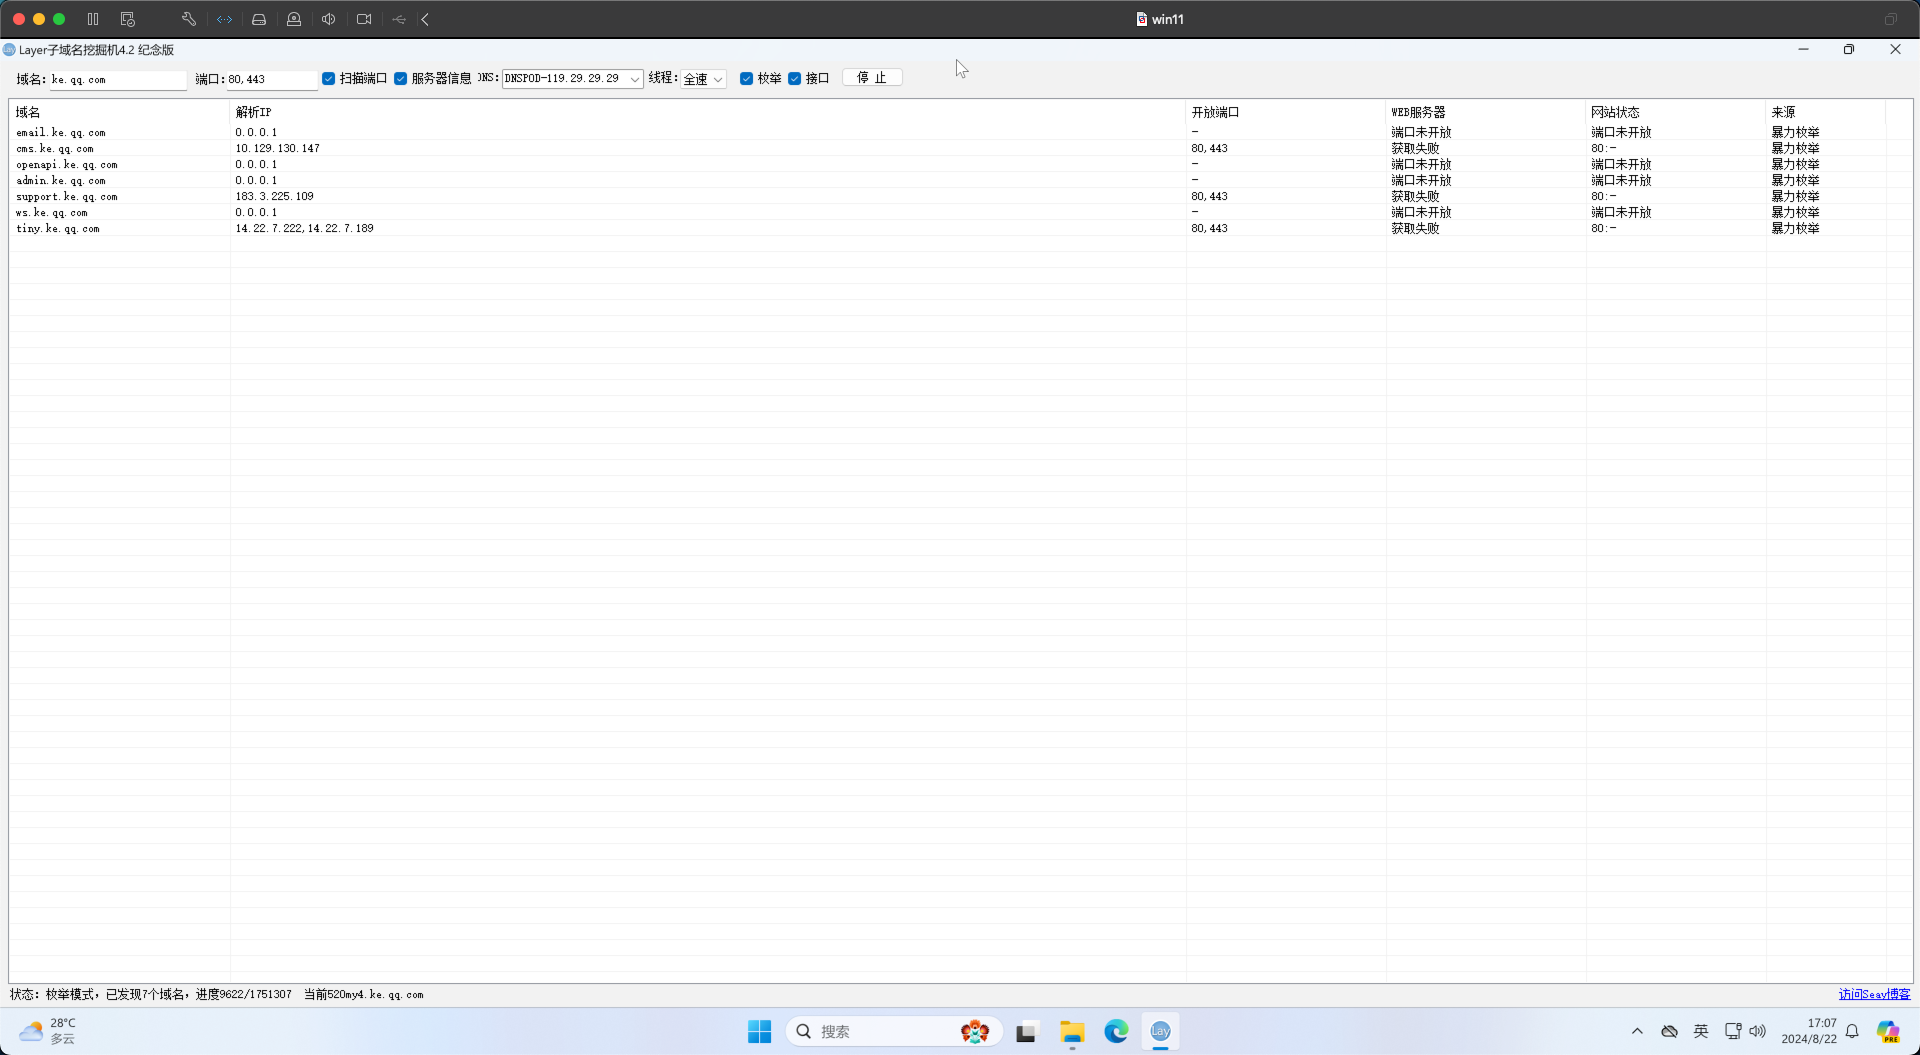 win11
Layer子域名挖掘机4.2 纪念版
域名: ke.qq.com 端口: 80,443 扫描端口 服务器信息 DNS: DNSPOD-119.29.29.29 线程: 全速 枚举 接口 停 止
域名 解析IP 开放端口 WEB服务器 网站状态 来源
email.ke.qq.com 0.0.0.1 - 端口未开放 端口未开放 暴力枚举
cms.ke.qq.com 10.129.130.147 80,443 获取失败 80:- 暴力枚举
openapi.ke.qq.com 0.0.0.1 - 端口未开放 端口未开放 暴力枚举
admin.ke.qq.com 0.0.0.1 - 端口未开放 端口未开放 暴力枚举
support.ke.qq.com 183.3.225.109 80,443 获取失败 80:- 暴力枚举
ws.ke.qq.com 0.0.0.1 - 端口未开放 端口未开放 暴力枚举
tiny.ke.qq.com 14.22.7.222,14.22.7.189 80,443 获取失败 80:- 暴力枚举
状态: 枚举模式，已发现7个域名，进度9622/1751307 当前520my4.ke.qq.com 访问Seay博客
28°C
多云
搜索
Lay
英
17:07
2024/8/22
PRE